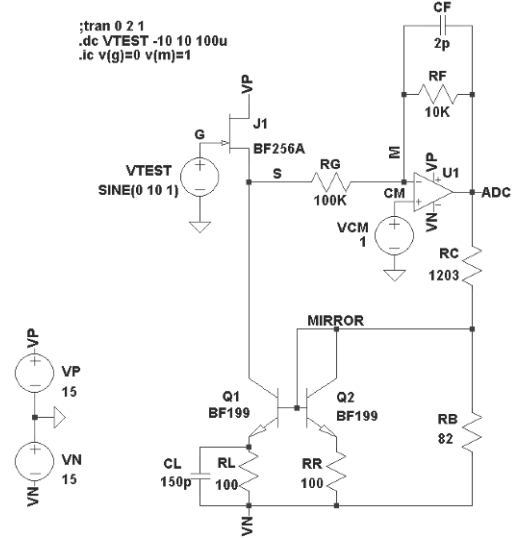 ;tran 0 2 1
.dc VTEST -10 10 100u
.ic v(g)=0 v(m)=1
CF
2p
RF
10K
VP
G
J1
BF256A
VTEST
SINE(0 10 1)
S
RG
100K
M
VP
U1
CM
VN
ADC
VCM
1
RC
1203
MIRROR
VP
VP
15
VN
15
VN
Q1
BF199
Q2
BF199
RB
82
CL
150p
RL
100
RR
100
VN